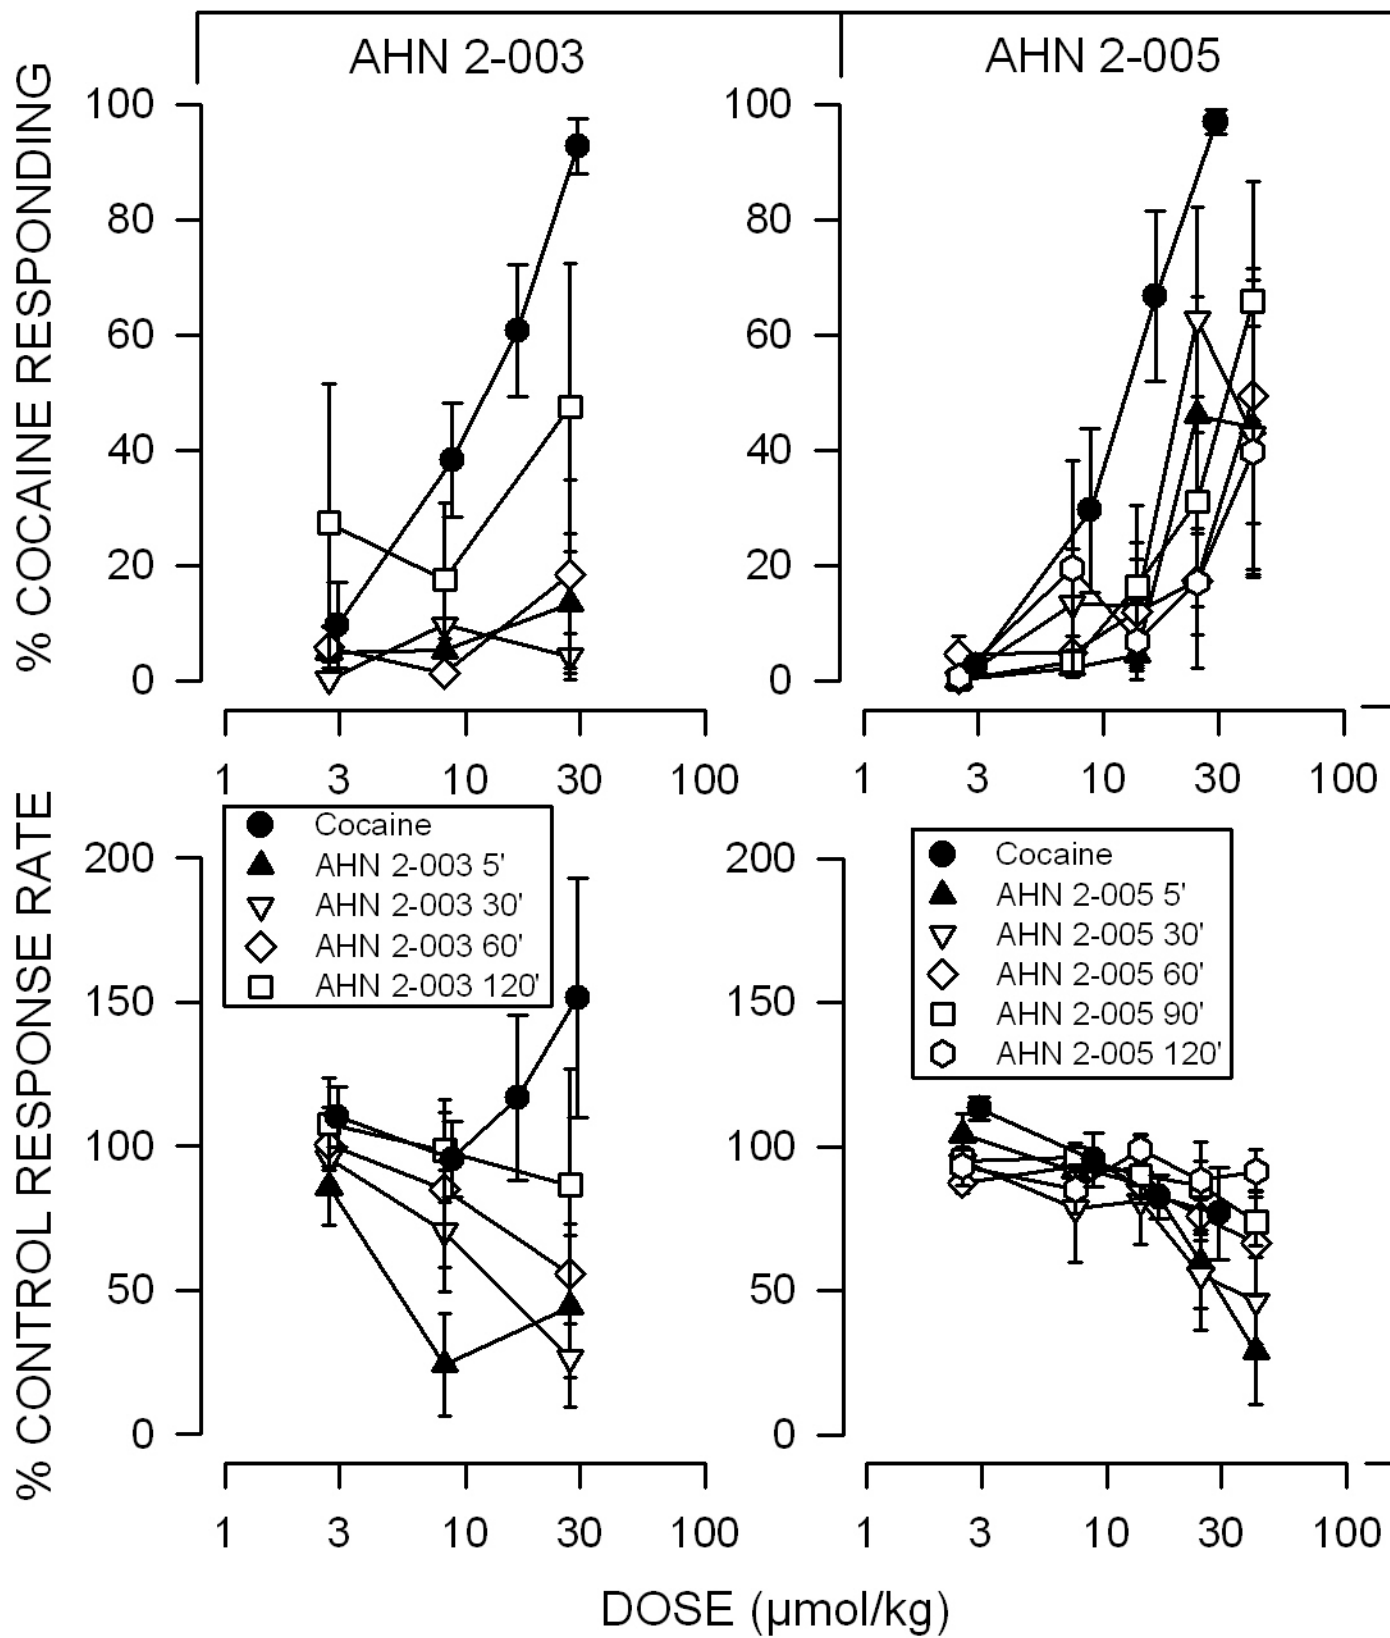 AHN 2-003 AHN 2-005
% COCAINE RESPONDING
100 100
80 80
60 60
40 40
20 20
0 0
1 3 10 30 100 1 3 10 30 100
% CONTROL RESPONSE RATE
Cocaine
AHN 2-003 5'
AHN 2-003 30'
AHN 2-003 60'
AHN 2-003 120'
Cocaine
AHN 2-005 5'
AHN 2-005 30'
AHN 2-005 60'
AHN 2-005 90'
AHN 2-005 120'
200 200
150 150
100 100
50 50
0 0
1 3 10 30 100 1 3 10 30 100
DOSE (µmol/kg)